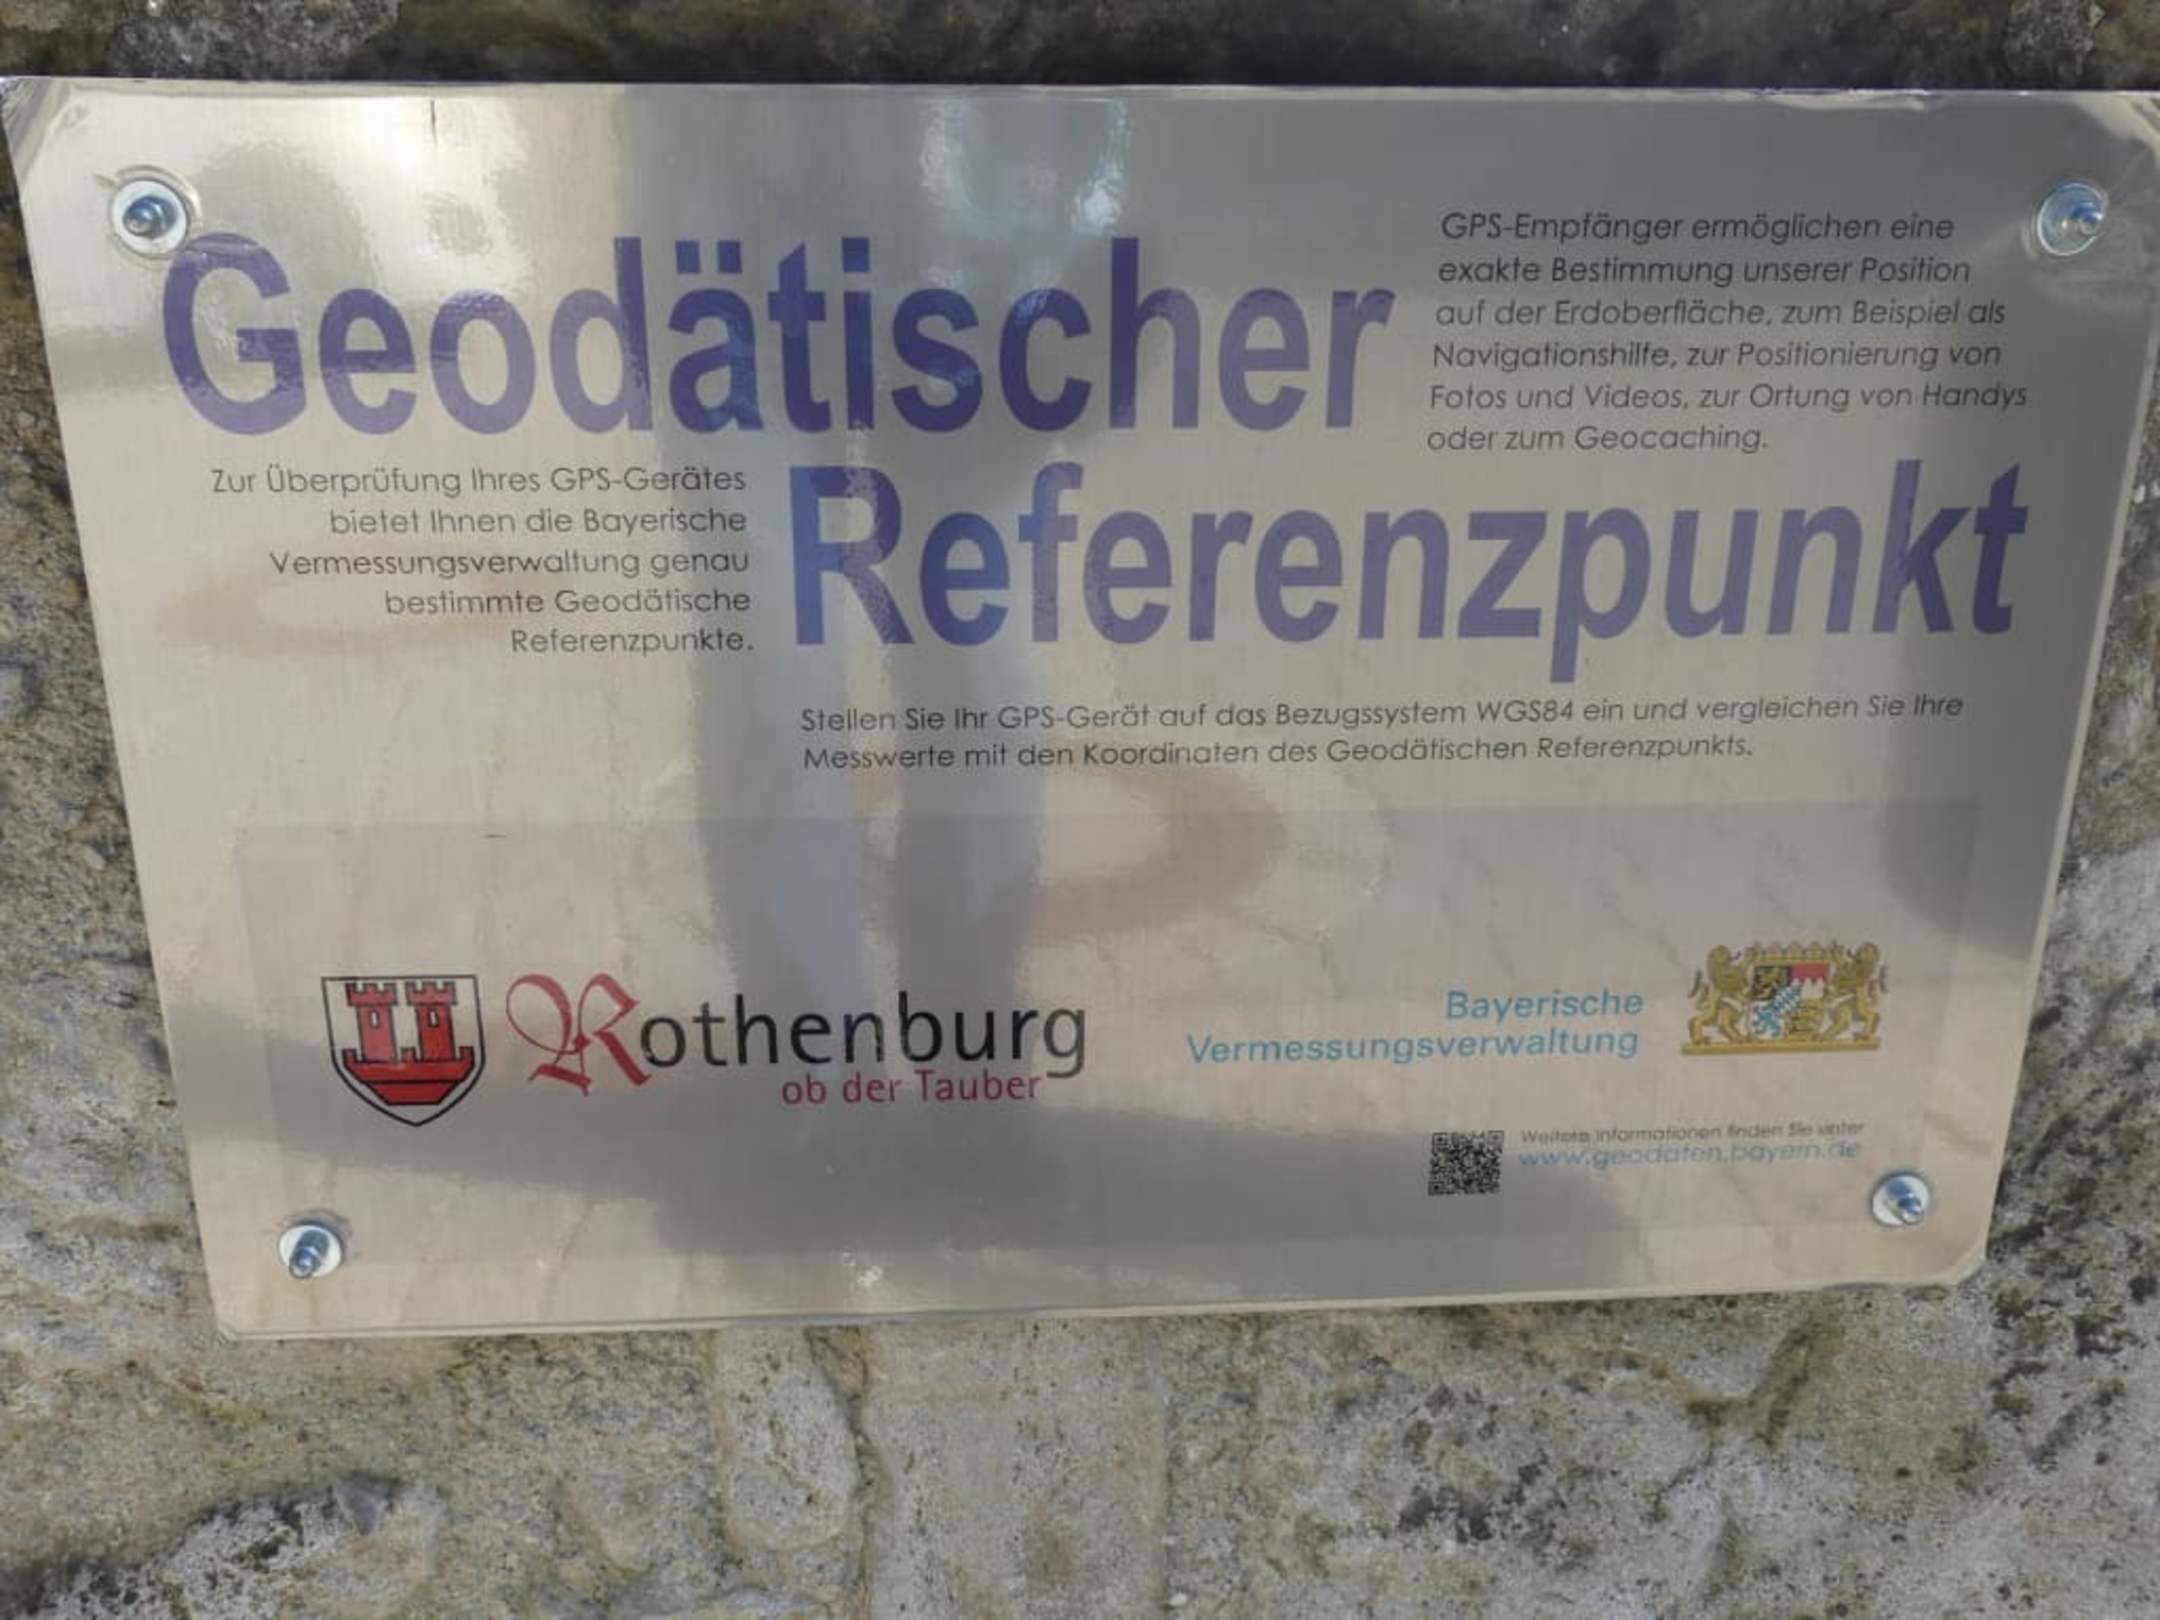 Geodätischer
GPS-Empfänger ermöglichen eine
exakte Bestimmung unserer Position
auf der Erdoberfläche, zum Beispiel als
Navigationshilfe, zur Positionierung von
Fotos und Videos, zur Ortung von Handys
oder zum Geocaching.
Zur Überprüfung Ihres GPS-Gerätes
bietet Ihnen die Bayerische
Vermessungsverwaltung genau
bestimmte Geodätische
Referenzpunkte.
Referenzpunkt
Stellen Sie Ihr GPS-Gerät auf das Bezugssystem WGS84 ein und vergleichen Sie Ihre
Messwerte mit den Koordinaten des Geodätischen Referenzpunkts.
Rothenburg
ob der Tauber
Bayerische
Vermessungsverwaltung
Weitere Informationen finden Sie unter
www.geodaten.bayern.de